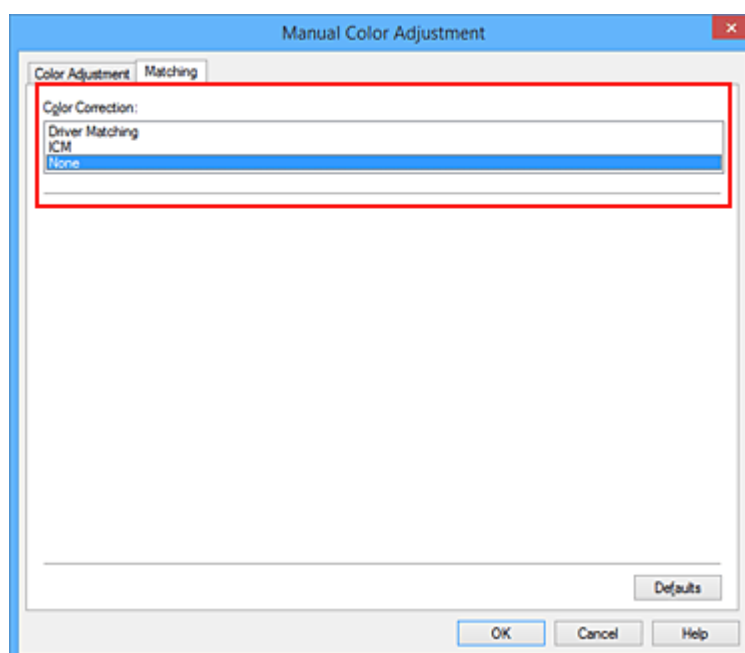 Manual Color Adjustment
Color Adjustment Matching
Color Correction:
Driver Matching
ICM
None
Defaults
OK Cancel Help